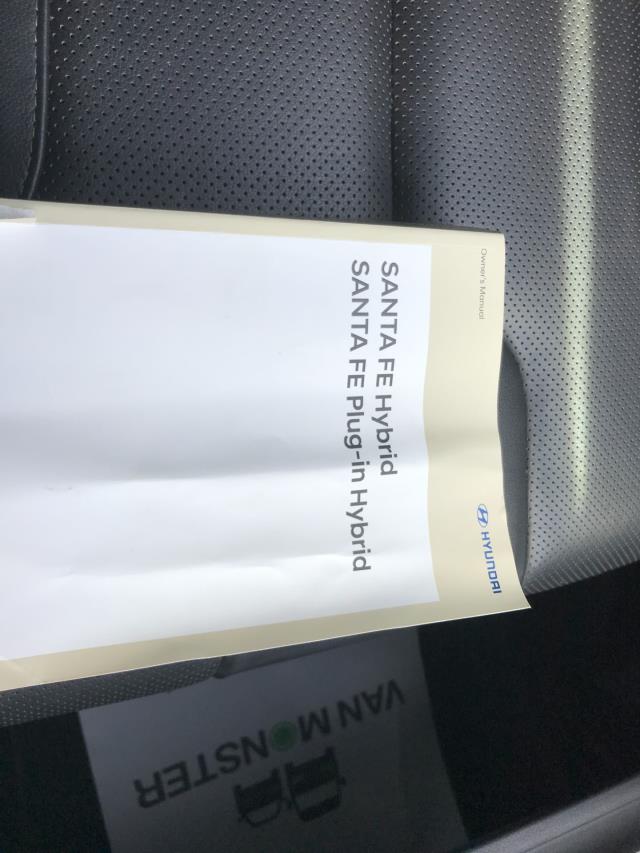 Owner's Manual
HYUNDAI
SANTA FE Hybrid
SANTA FE Plug-in Hybrid
VAN MONSTER